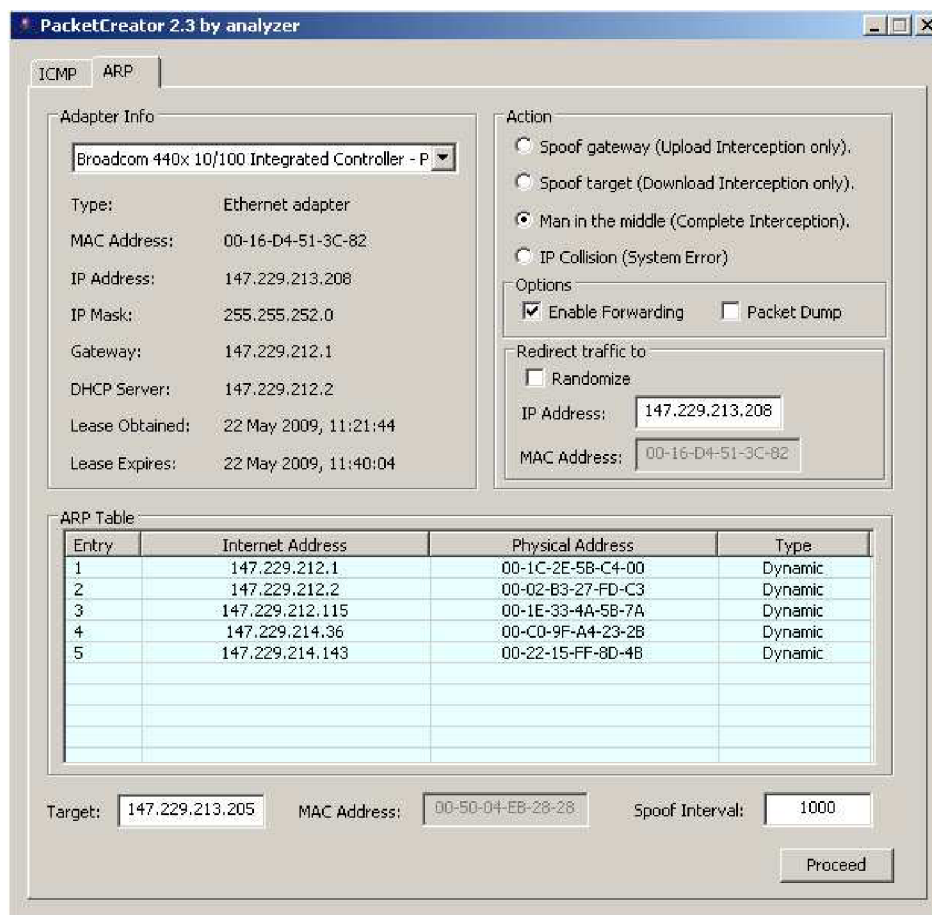 PacketCreator 2.3 by analyzer
ICMP ARP
Adapter Info
Broadcom 440x 10/100 Integrated Controller - P
Type: Ethernet adapter
MAC Address: 00-16-D4-51-3C-82
IP Address: 147.229.213.208
IP Mask: 255.255.252.0
Gateway: 147.229.212.1
DHCP Server: 147.229.212.2
Lease Obtained: 22 May 2009, 11:21:44
Lease Expires: 22 May 2009, 11:40:04
Action
Spoof gateway (Upload Interception only).
Spoof target (Download Interception only).
Man in the middle (Complete Interception).
IP Collision (System Error)
Options
Enable Forwarding Packet Dump
Redirect traffic to
Randomize
IP Address: 147.229.213.208
MAC Address: 00-16-D4-51-3C-82
ARP Table
Entry Internet Address Physical Address Type
1 147.229.212.1 00-1C-2E-5B-C4-00 Dynamic
2 147.229.212.2 00-02-B3-27-FD-C3 Dynamic
3 147.229.212.115 00-1E-33-4A-5B-7A Dynamic
4 147.229.214.36 00-C0-9F-A4-23-2B Dynamic
5 147.229.214.143 00-22-15-FF-8D-4B Dynamic
Target: 147.229.213.205 MAC Address: 00-50-04-EB-28-28 Spoof Interval: 1000
Proceed